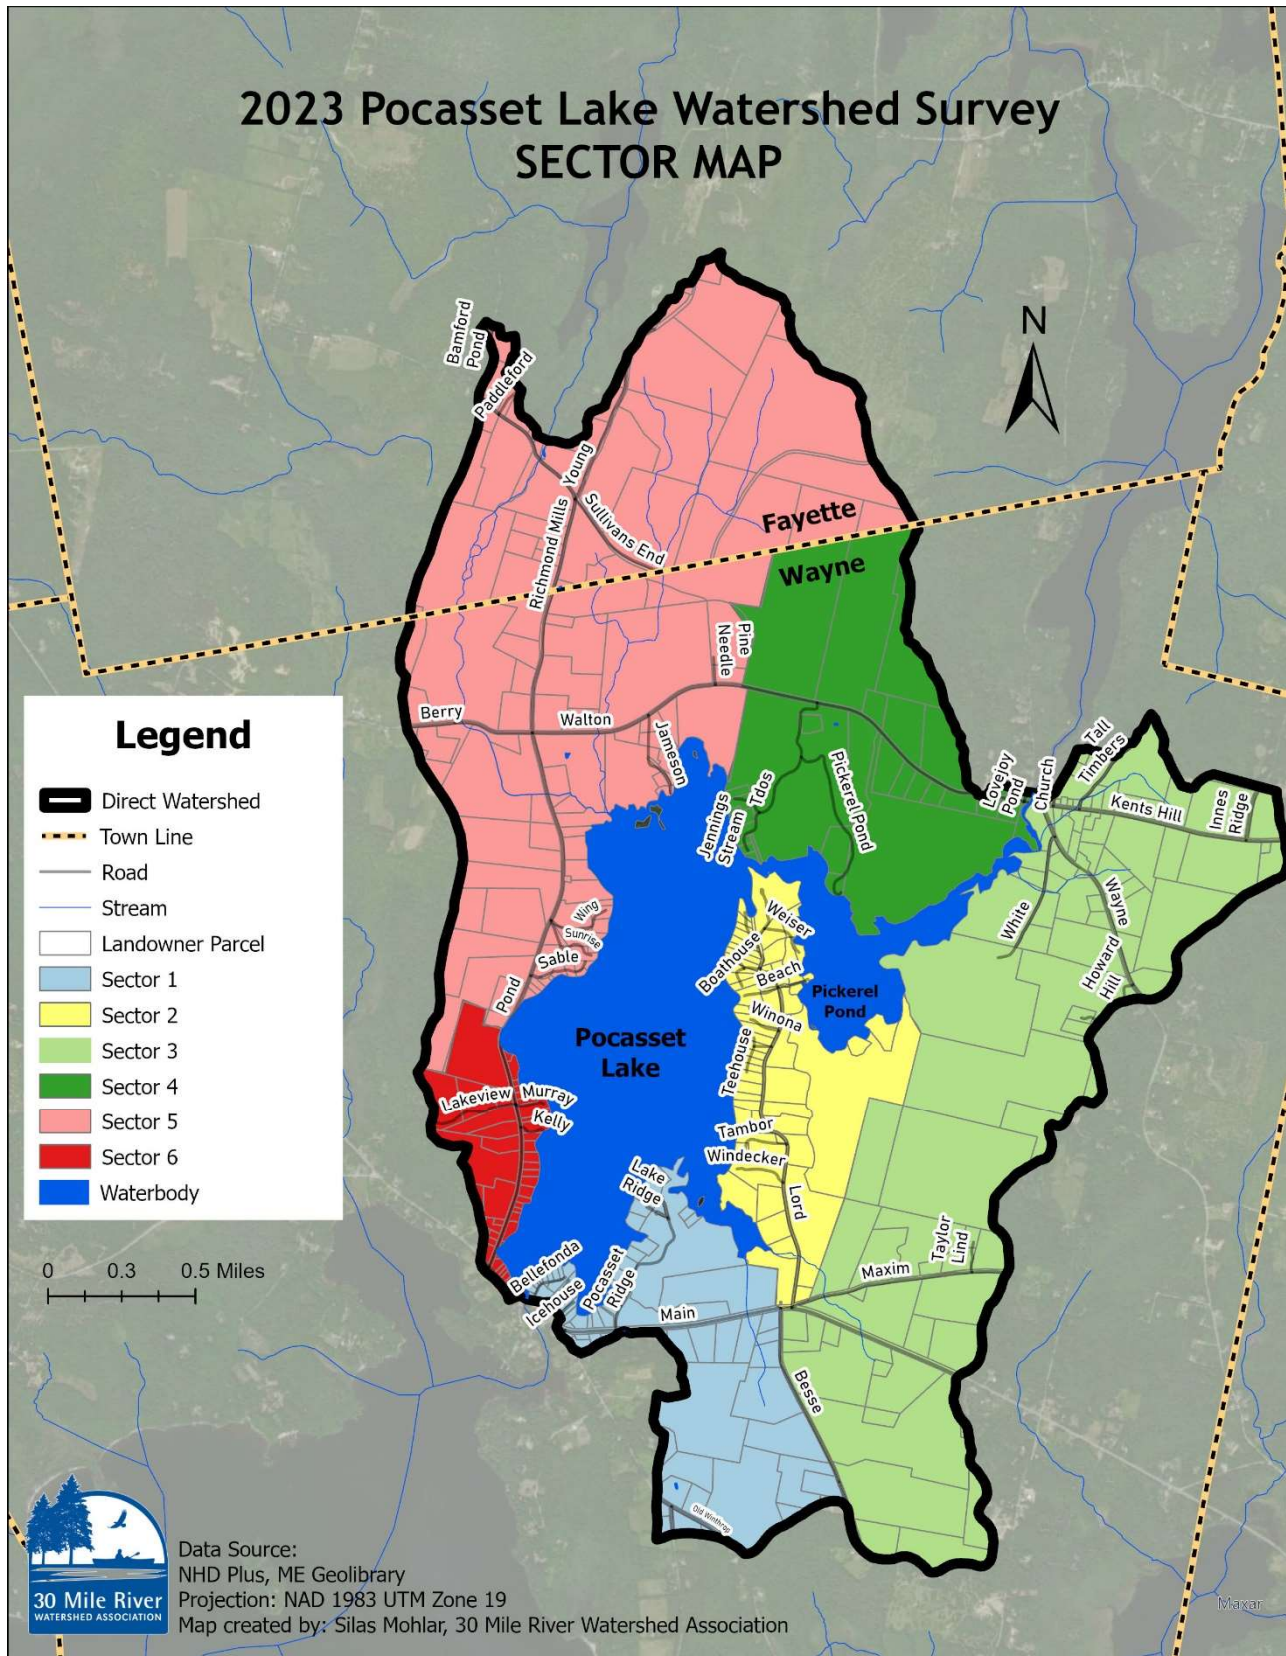 2023 Pocasset Lake Watershed Survey
SECTOR MAP
N
Bamford
Pond
Paddleford
Young
Richmond Mills
Sullivans End
Fayette
Wayne
Pine
Needle
Berry
Walton
Jameson
Jennings
Stream
Tdos
Pickerel Pond
Lovejoy
Pond
Church
Tall
Timbers
Kents Hill
Innes
Ridge
Wayne
White
Howard
Hill
Wing
Sunrise
Sable
Pond
Weiser
Boathouse
Beach
Pickerel
Pond
Winona
Teehouse
Pocasset
Lake
Lakeview
Murray
Kelly
Tambor
Windecker
Lord
Lake
Ridge
Bellefonda
Icehouse
Pocasset
Ridge
Main
Maxim
Taylor
Lind
Besse
Old Winthrop
Legend
Direct Watershed
Town Line
Road
Stream
Landowner Parcel
Sector 1
Sector 2
Sector 3
Sector 4
Sector 5
Sector 6
Waterbody
0 0.3 0.5 Miles
30 Mile River
WATERSHED ASSOCIATION
Data Source:
NHD Plus, ME Geolibrary
Projection: NAD 1983 UTM Zone 19
Map created by: Silas Mohlar, 30 Mile River Watershed Association
Maxar